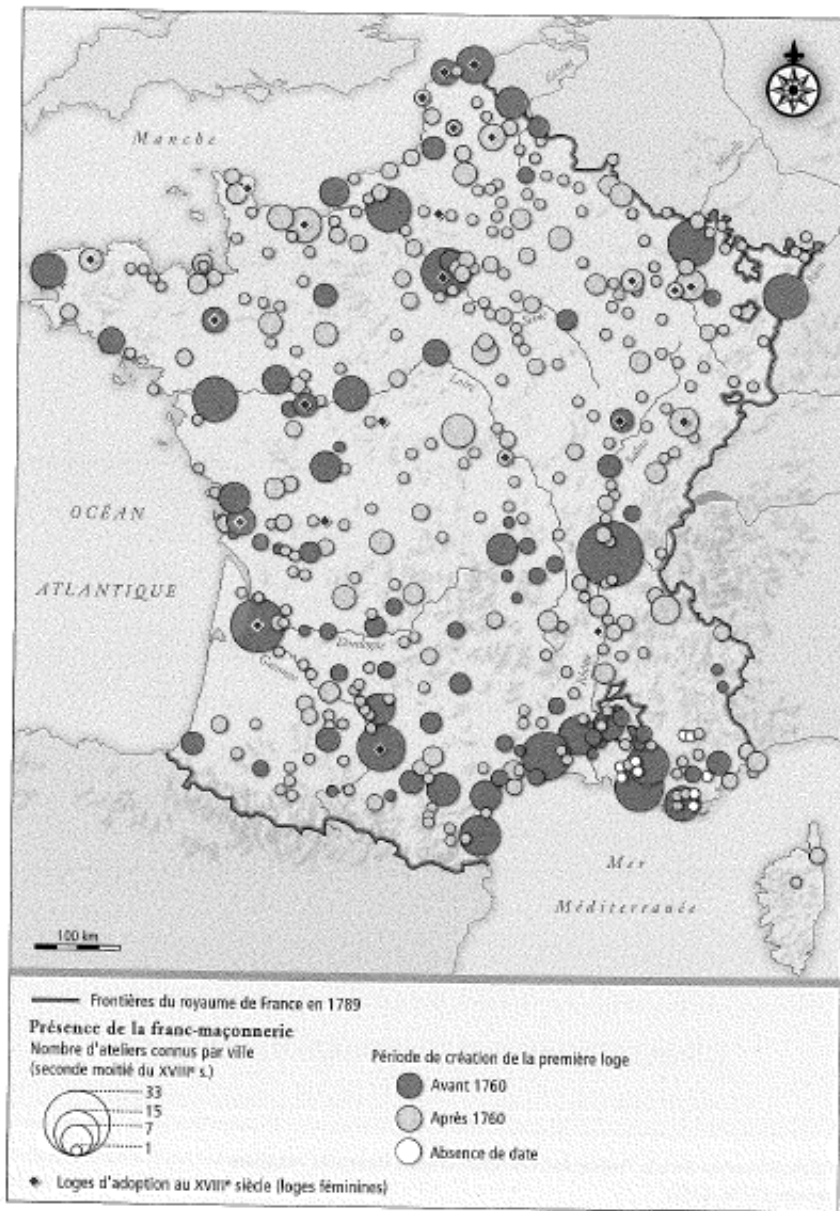 Manche
OCÉAN
ATLANTIQUE
Loire
Dordogne
Garonne
Rhône
Mer
Méditerranée
100 km
Frontières du royaume de France en 1789
Présence de la franc-maçonnerie
Nombre d'ateliers connus par ville
(seconde moitié du XVIIIᵉ s.)
33
15
7
1
Période de création de la première loge
Avant 1760
Après 1760
Absence de date
Loges d'adoption au XVIIIᵉ siècle (loges féminines)